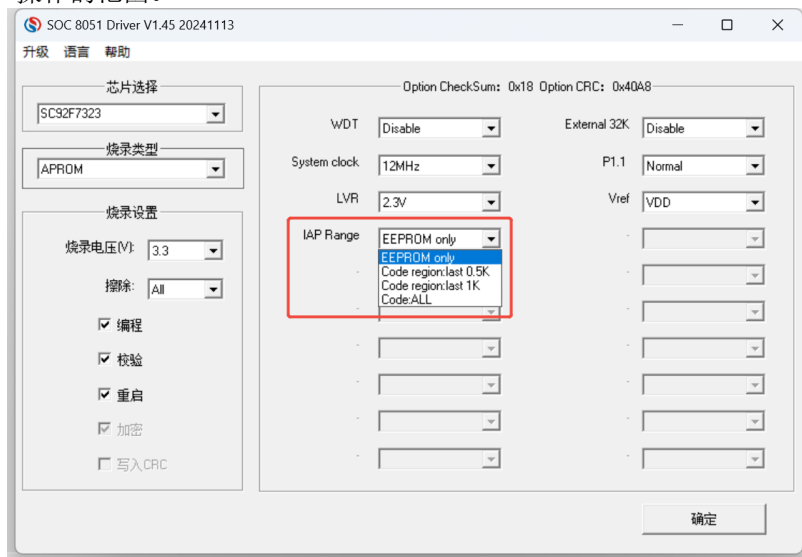 SOC 8051 Driver V1.45 20241113
升级 语言 帮助
芯片选择
SC92F7323
烧录类型
APROM
烧录设置
烧录电压(V): 3.3
擦除: All
编程
校验
重启
加密
写入CRC
Option CheckSum: 0x18 Option CRC: 0x40A8
WDT Disable External 32K Disable
System clock 12MHz P1.1 Normal
LVR 2.3V Vref VDD
IAP Range EEPROM only
EEPROM only
Code region:last 0.5K
Code region:last 1K
Code:ALL
确定